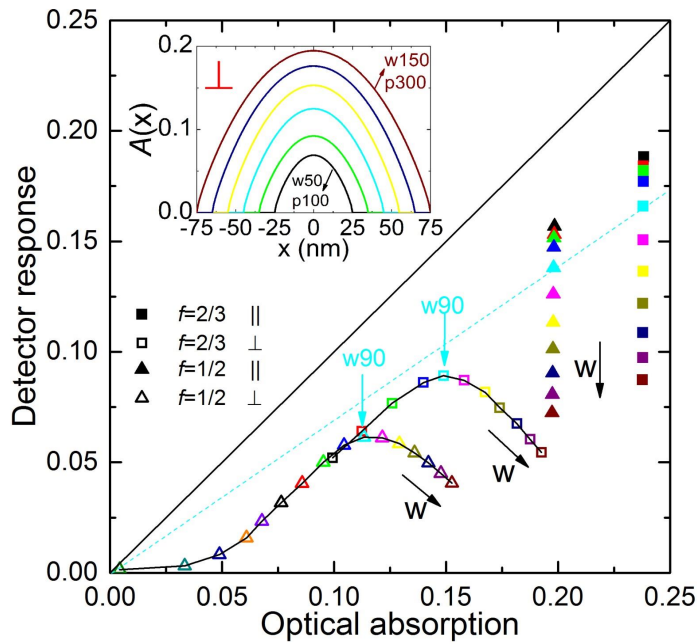 0.25
0.20
0.15
0.10
0.05
0.00
Detector response
0.2
0.1
0.0
A(x)
⊥
w150
p300
w50
p100
-75 -50 -25 0 25 50 75
x (nm)
f=2/3 ||
f=2/3 ⊥
f=1/2 ||
f=1/2 ⊥
w90
w90
w
w
w
0.00 0.05 0.10 0.15 0.20 0.25
Optical absorption